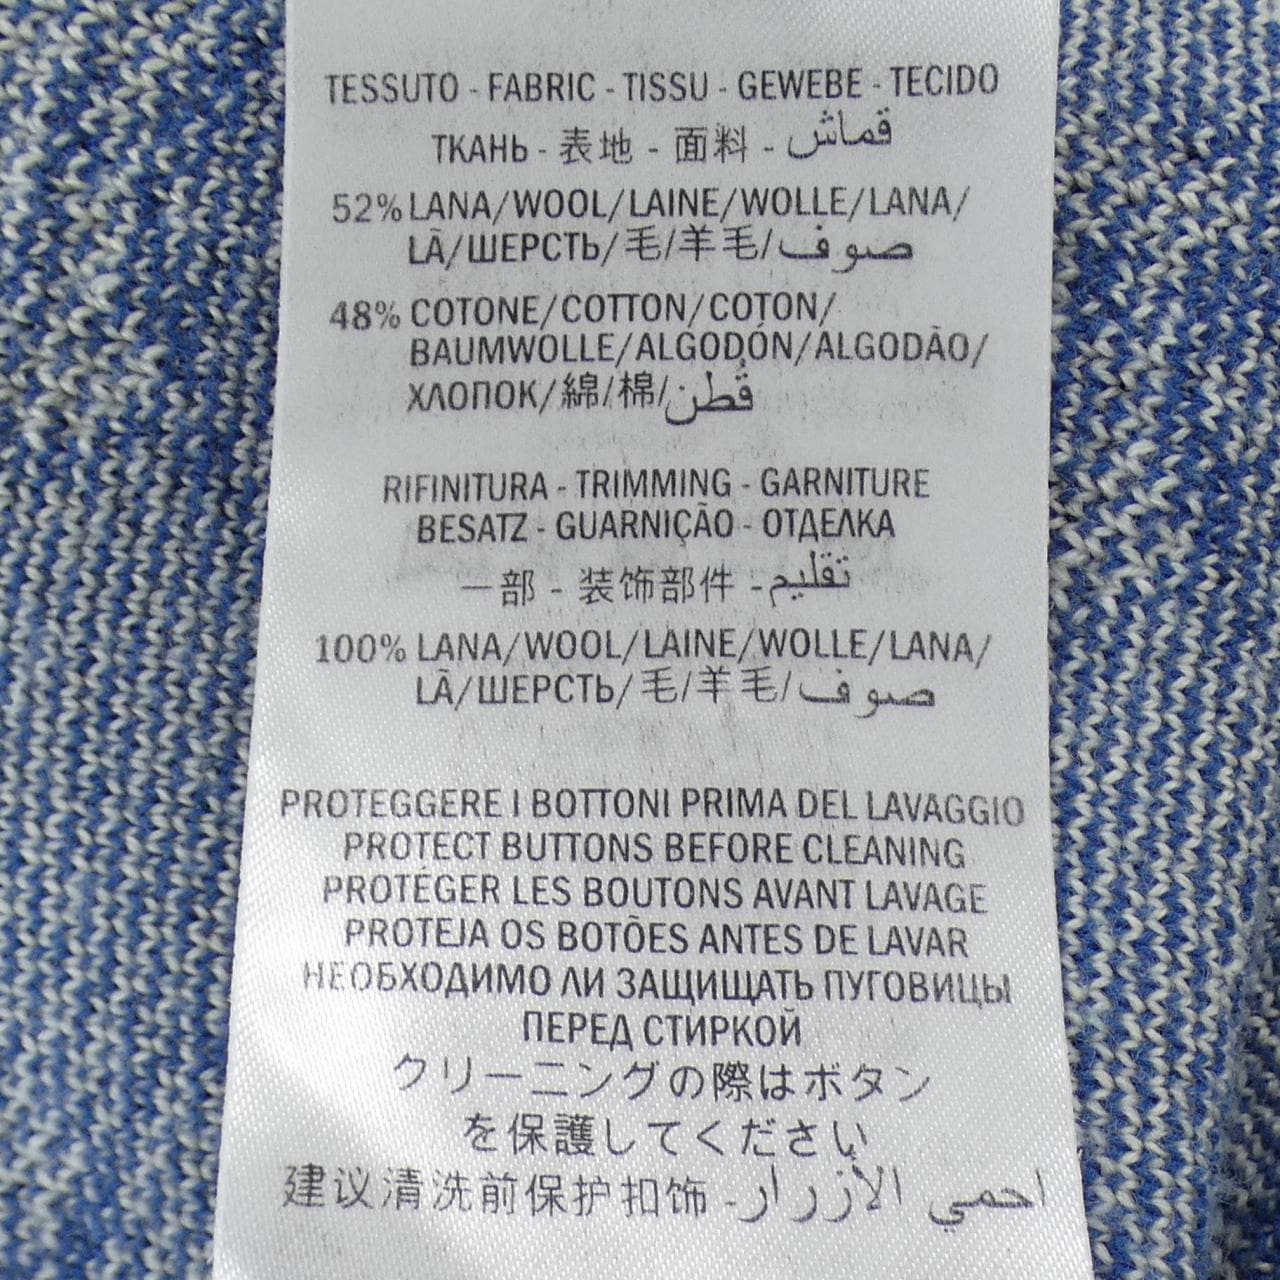 TESSUTO - FABRIC - TISSU - GEWEBE - TECIDO
ТКАНЬ - 表地 - 面料 - قماش
52% LANA/WOOL/LAINE/WOLLE/LANA/
LÃ/ШЕРСТЬ/毛/羊毛/صوف
48% COTONE/COTTON/COTON/
BAUMWOLLE/ALGODÓN/ALGODÃO/
ХЛОПОК/綿/棉/قُطن
RIFINITURA - TRIMMING - GARNITURE
BESATZ - GUARNIÇÃO - ОТДЕЛКА
一部 - 装饰部件 - تقليم
100% LANA/WOOL/LAINE/WOLLE/LANA/
LÃ/ШЕРСТЬ/毛/羊毛/صوف
PROTEGGERE I BOTTONI PRIMA DEL LAVAGGIO
PROTECT BUTTONS BEFORE CLEANING
PROTÉGER LES BOUTONS AVANT LAVAGE
PROTEJA OS BOTÕES ANTES DE LAVAR
НЕОБХОДИМО ЛИ ЗАЩИЩАТЬ ПУГОВИЦЫ
ПЕРЕД СТИРКОЙ
クリーニングの際はボタン
を保護してください
建议清洗前保护扣饰 - احمي الأزرار